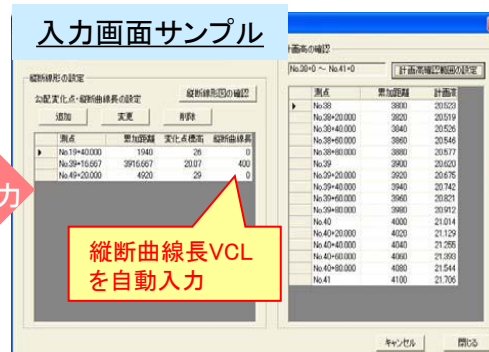 入力画面サンプル
力
縦断線形の設定
勾配変化点・縦断曲線長の設定
縦断線形図の確認
追加 変更 削除
測点 累加距離 変化点標高 縦断曲線長
No.19+40.000 1940 26 0
No.39+16.667 3916.667 20.07 400
No.49+20.000 4920 29 0
縦断曲線長VCL
を自動入力
計画高の確認
No.38+0 ～ No.41+0 計画高確認範囲の設定
測点 累加距離 計画高
No.38 3800 20.523
No.38+20.000 3820 20.519
No.38+40.000 3840 20.526
No.38+60.000 3860 20.546
No.38+80.000 3880 20.577
No.39 3900 20.620
No.39+20.000 3920 20.675
No.39+40.000 3940 20.742
No.39+60.000 3960 20.821
No.39+80.000 3980 20.912
No.40 4000 21.014
No.40+20.000 4020 21.129
No.40+40.000 4040 21.255
No.40+60.000 4060 21.393
No.40+80.000 4080 21.544
No.41 4100 21.706
キャンセル 閉じる